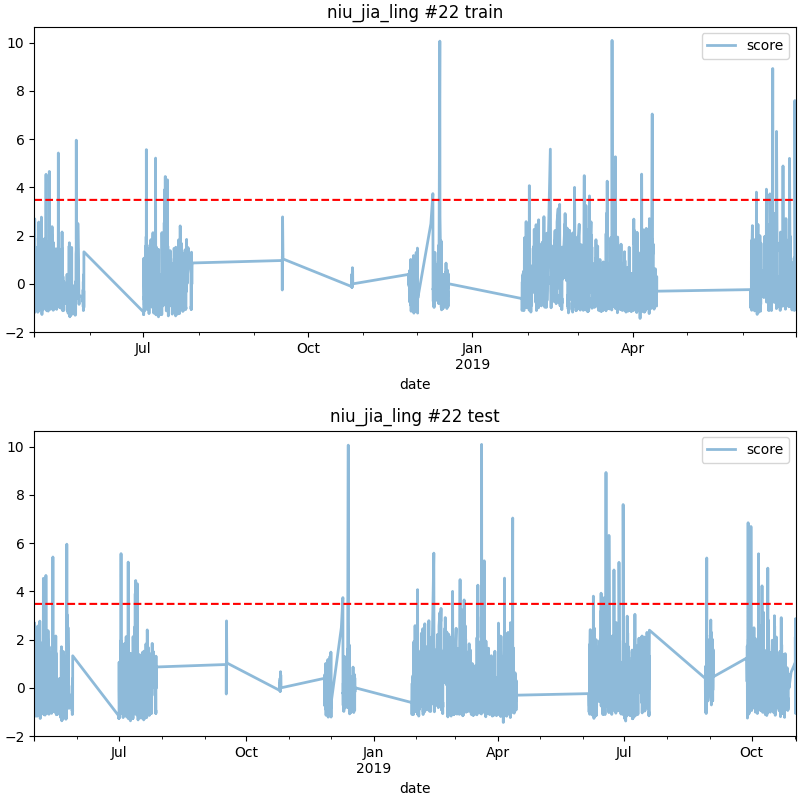 niu_jia_ling #22 train
score
10
8
6
4
2
0
−2
Jul
Oct
Jan
Apr
2019
date
niu_jia_ling #22 test
score
10
8
6
4
2
0
−2
Jul
Oct
Jan
Apr
Jul
Oct
2019
date